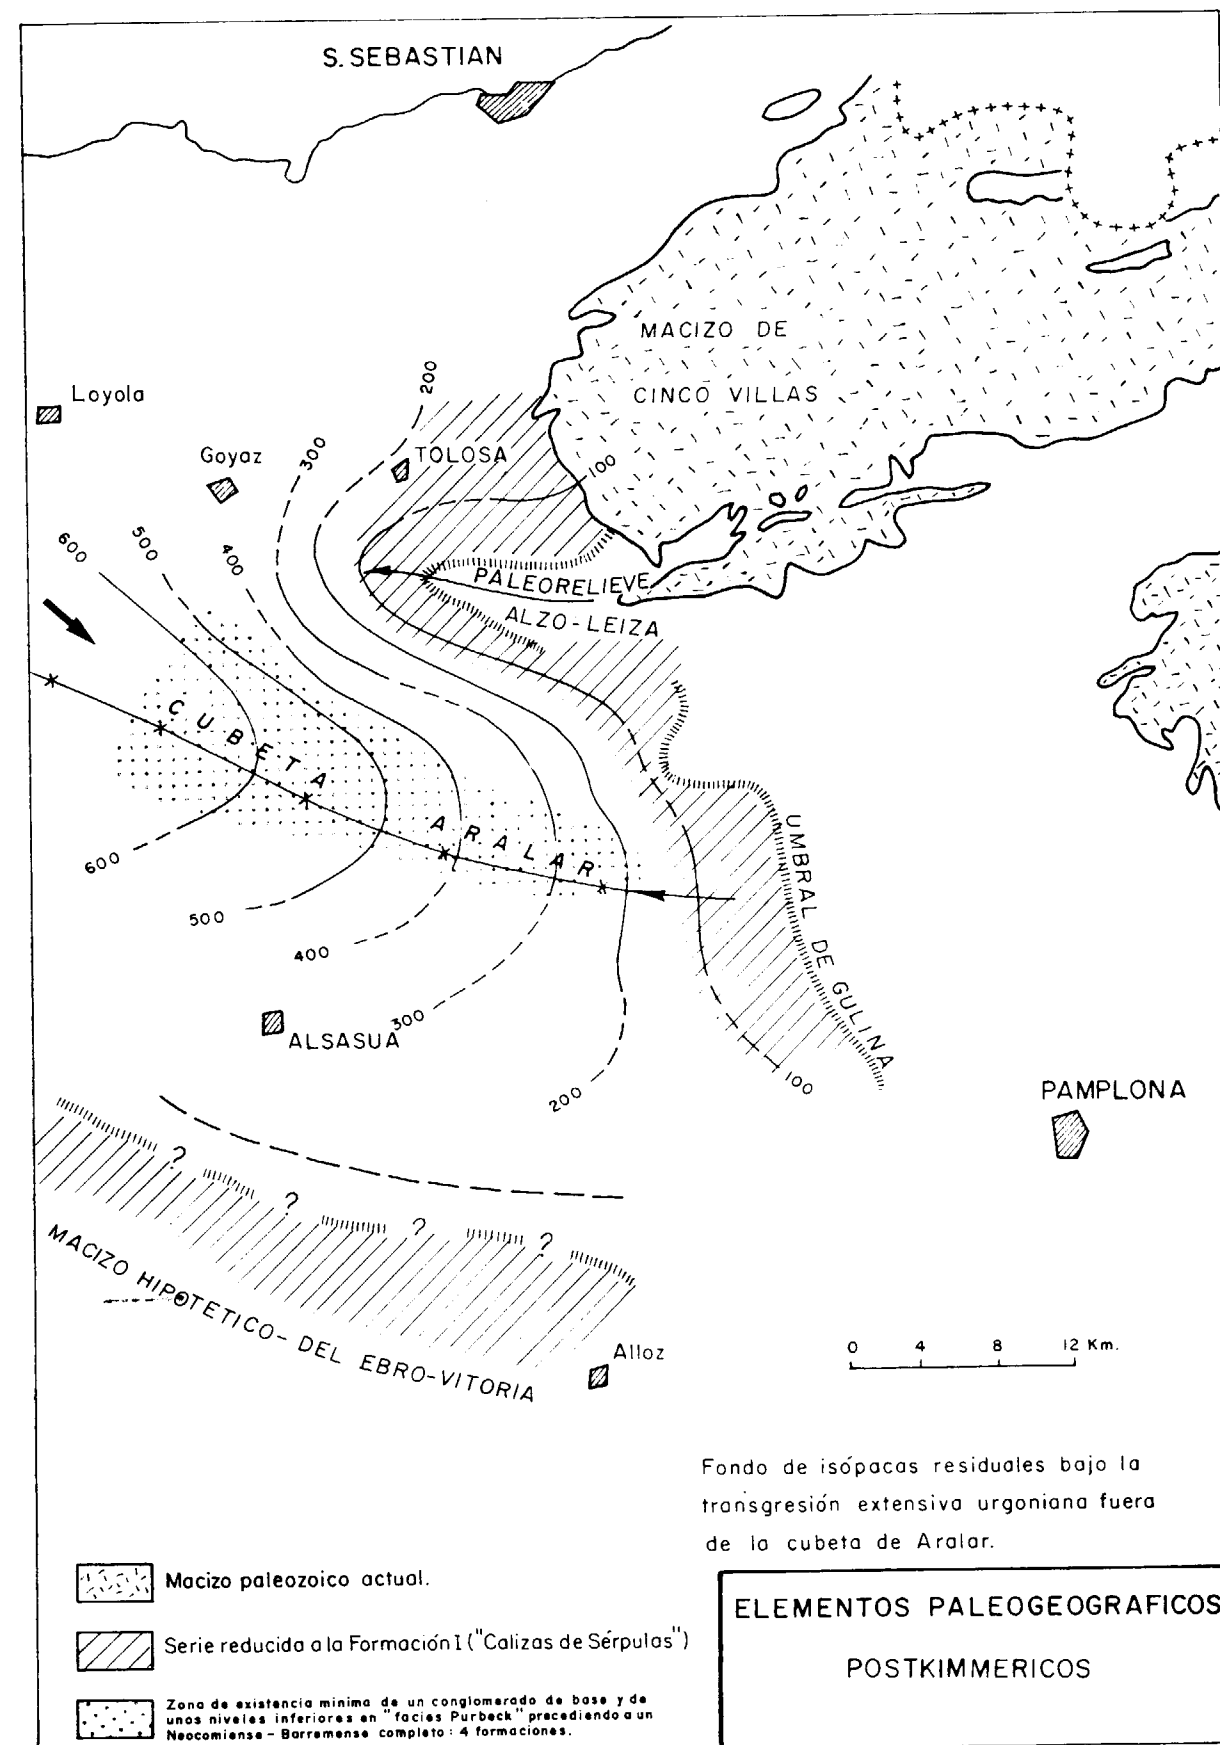 S. SEBASTIAN
MACIZO DE
CINCO VILLAS
Loyola
200
300
TOLOSA
Goyaz
100
600
500
400
PALEORELIEVE
ALZO-LEIZA
CUBETA
ARALAR
600
500
400
300
200
100
UMBRAL DE GULINA
ALSASUA
PAMPLONA
?
?
?
?
MACIZO HIPOTETICO- DEL EBRO-VITORIA
Alloz
0 4 8 12 Km.
Fondo de isópacas residuales bajo la
transgresión extensiva urgoniana fuera
de la cubeta de Aralar.
Macizo paleozoico actual.
Serie reducida a la Formación 1 ("Calizas de Sérpulas")
Zona de existencia minima de un conglomerado de base y de
unos niveles inferiores en "facies Purbeck" precediendo a un
Neocomiense - Barremense completo: 4 formaciones.
ELEMENTOS PALEOGEOGRAFICOS
POSTKIMMERICOS